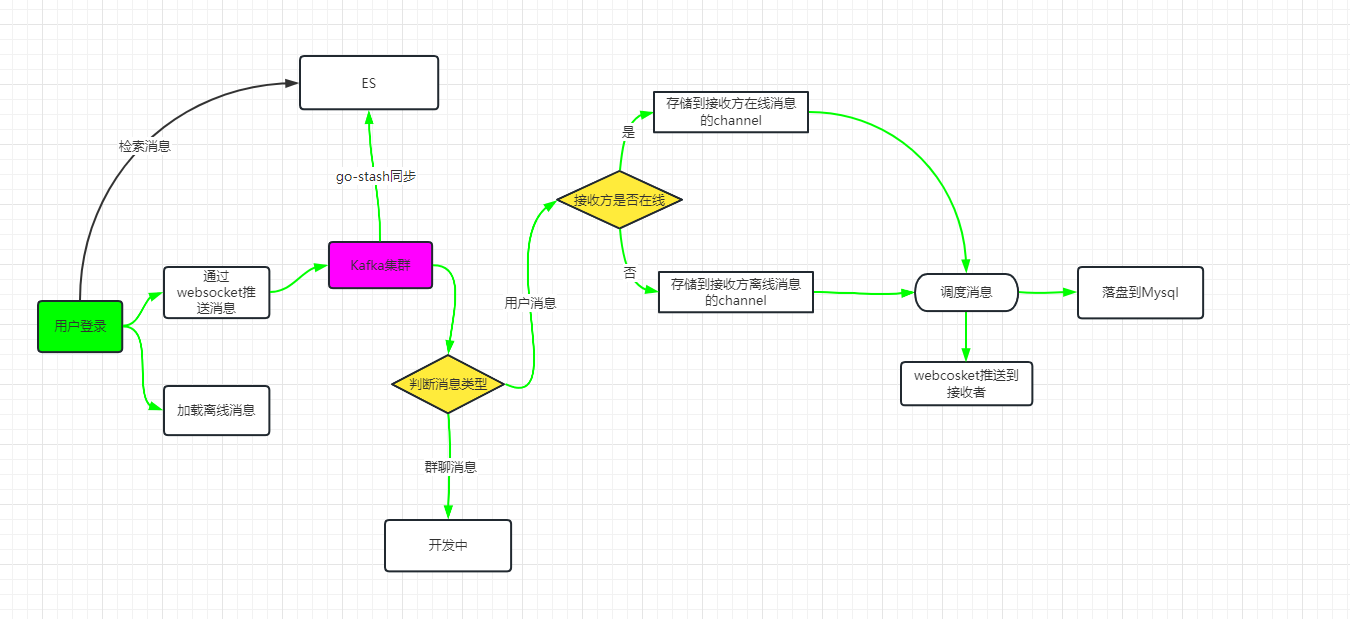 ES
存储到接收方在线消息
的channel
是
检索消息
go-stash同步
接收方是否在线
通过
websocket推
送消息
Kafka集群
否
存储到接收方离线消息
的channel
调度消息
落盘到Mysql
用户消息
用户登录
判断消息类型
webcosket推送到
接收者
加载离线消息
群聊消息
开发中